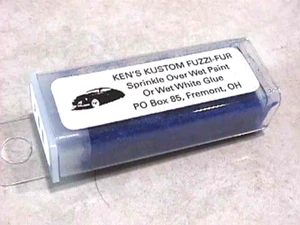 KEN'S KUSTOM FUZZI-FUR
Sprinkle Over Wet Paint
Or Wet White Glue
PO Box 85, Fremont, OH